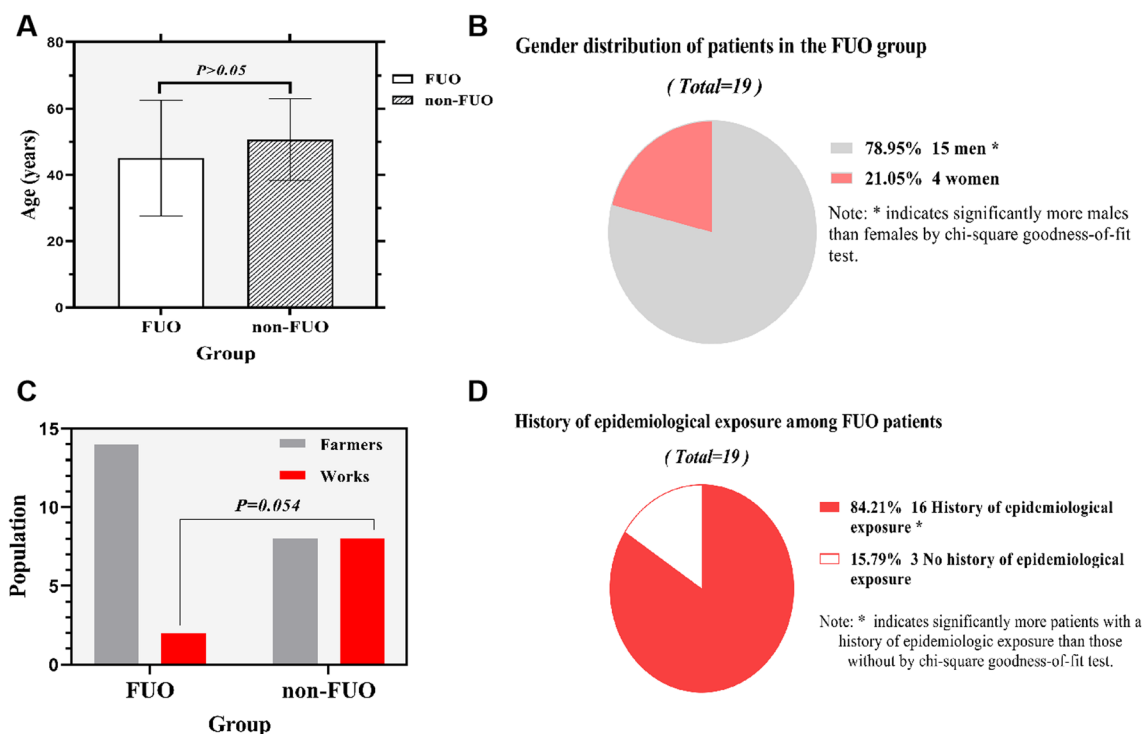 A
80
60
40
20
0
Age (years)
P>0.05
FUO
non-FUO
FUO
non-FUO
Group
B
Gender distribution of patients in the FUO group
( Total=19 )
78.95% 15 men *
21.05% 4 women
Note: * indicates significantly more males
than females by chi-square goodness-of-fit
test.
C
15
10
5
0
Population
Farmers
Works
P=0.054
FUO
non-FUO
Group
D
History of epidemiological exposure among FUO patients
( Total=19 )
84.21% 16 History of epidemiological
exposure *
15.79% 3 No history of epidemiological
exposure
Note: * indicates significantly more patients with a
history of epidemiologic exposure than those
without by chi-square goodness-of-fit test.